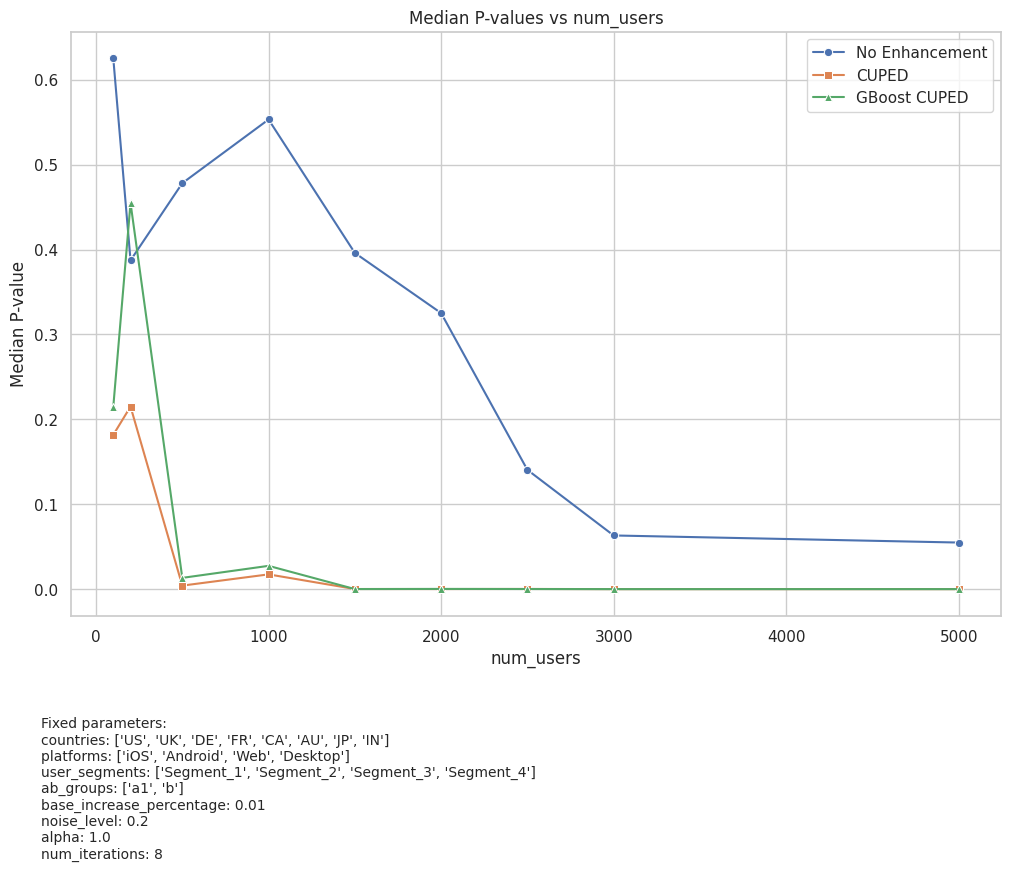 Median P-values vs num_users
No Enhancement
CUPED
GBoost CUPED
Median P-value
0.6
0.5
0.4
0.3
0.2
0.1
0.0
0
1000
2000
3000
4000
5000
num_users
Fixed parameters:
countries: ['US', 'UK', 'DE', 'FR', 'CA', 'AU', 'JP', 'IN']
platforms: ['iOS', 'Android', 'Web', 'Desktop']
user_segments: ['Segment_1', 'Segment_2', 'Segment_3', 'Segment_4']
ab_groups: ['a1', 'b']
base_increase_percentage: 0.01
noise_level: 0.2
alpha: 1.0
num_iterations: 8